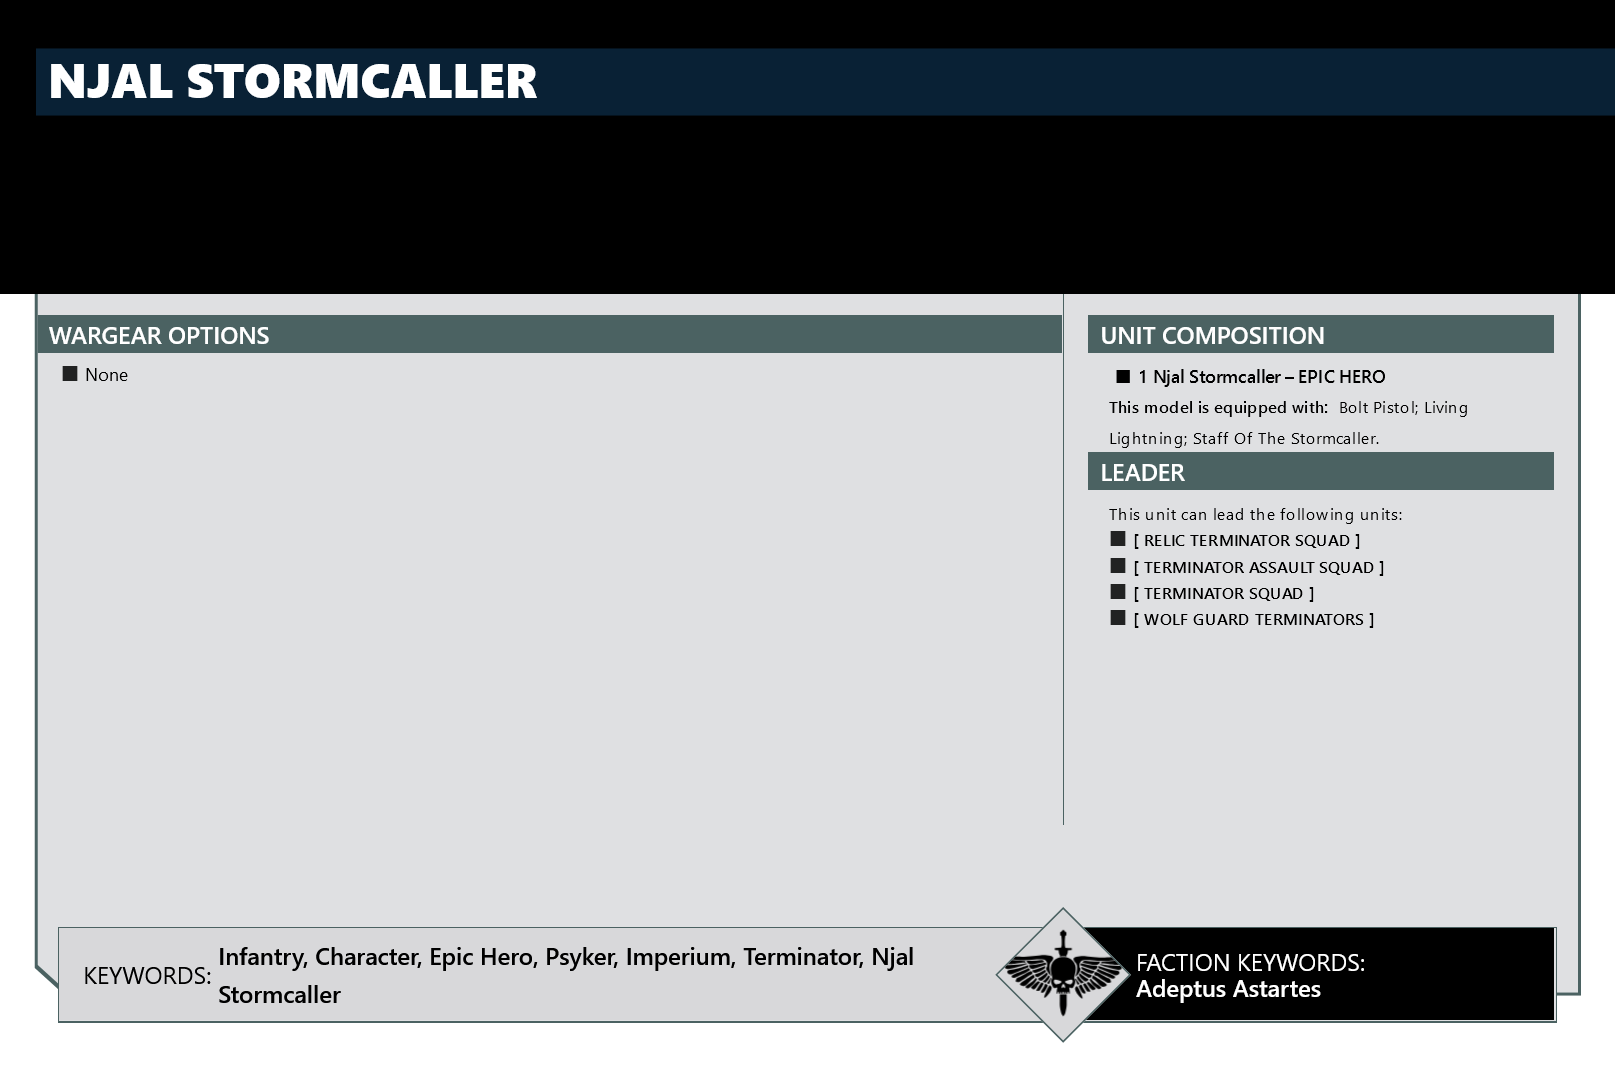 NJAL STORMCALLER
WARGEAR OPTIONS
■ None
UNIT COMPOSITION
■ 1 Njal Stormcaller – EPIC HERO
This model is equipped with: Bolt Pistol; Living
Lightning; Staff Of The Stormcaller.
LEADER
This unit can lead the following units:
■ [ RELIC TERMINATOR SQUAD ]
■ [ TERMINATOR ASSAULT SQUAD ]
■ [ TERMINATOR SQUAD ]
■ [ WOLF GUARD TERMINATORS ]
KEYWORDS: Infantry, Character, Epic Hero, Psyker, Imperium, Terminator, Njal
Stormcaller
FACTION KEYWORDS:
Adeptus Astartes